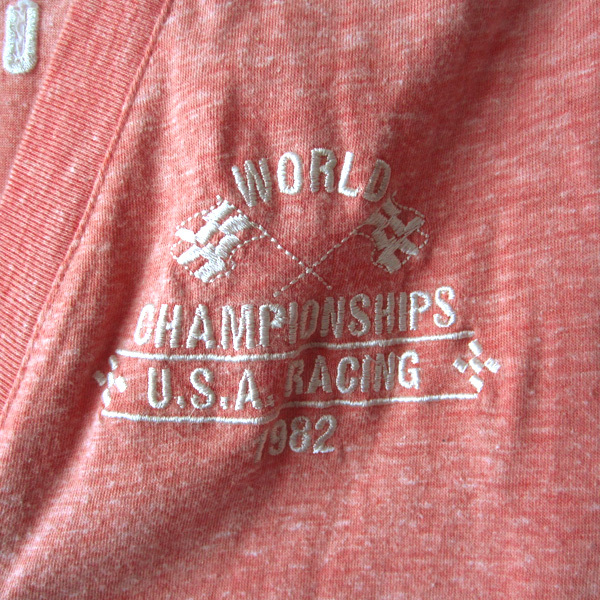 WORLD
CHAMPIONSHIPS
U.S.A. RACING
1982